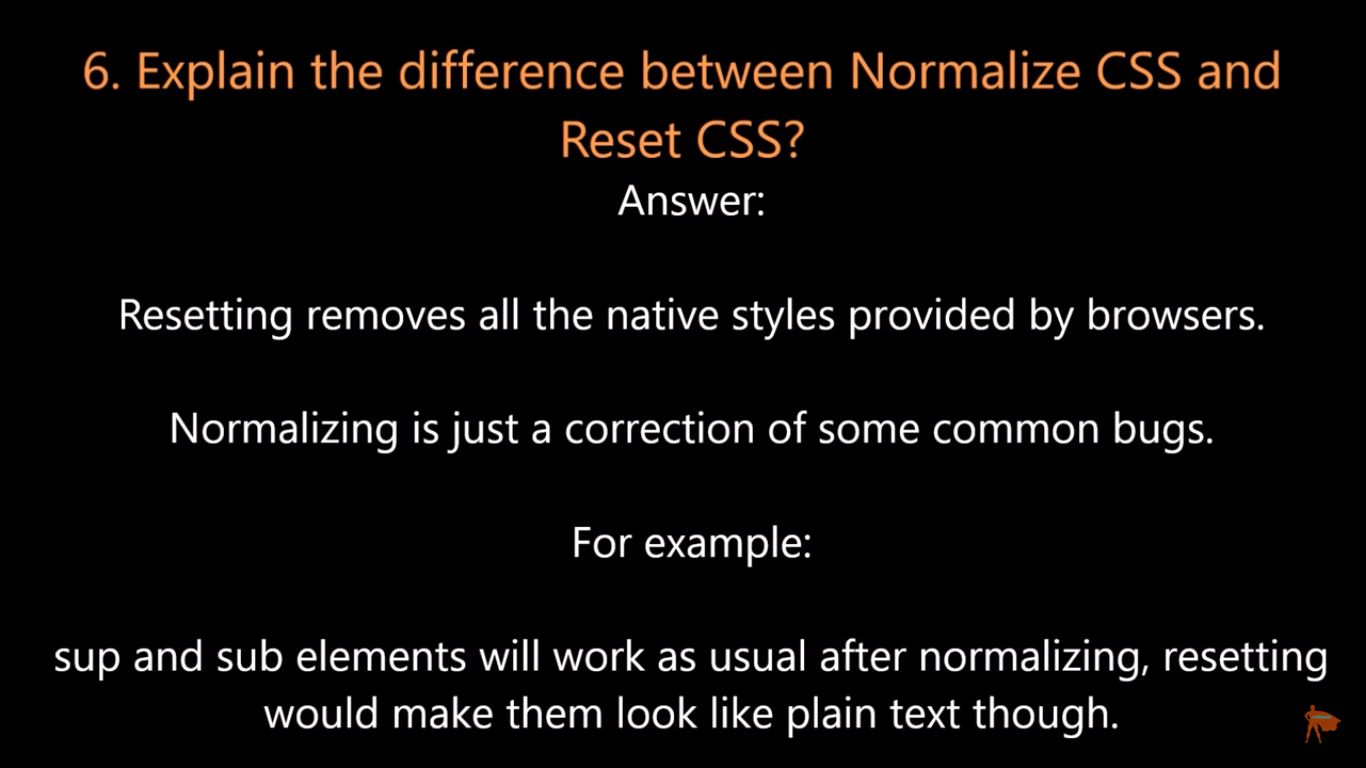 6. Explain the difference between Normalize CSS and
Reset CSS?
Answer:
Resetting removes all the native styles provided by browsers.
Normalizing is just a correction of some common bugs.
For example:
sup and sub elements will work as usual after normalizing, resetting
would make them look like plain text though.